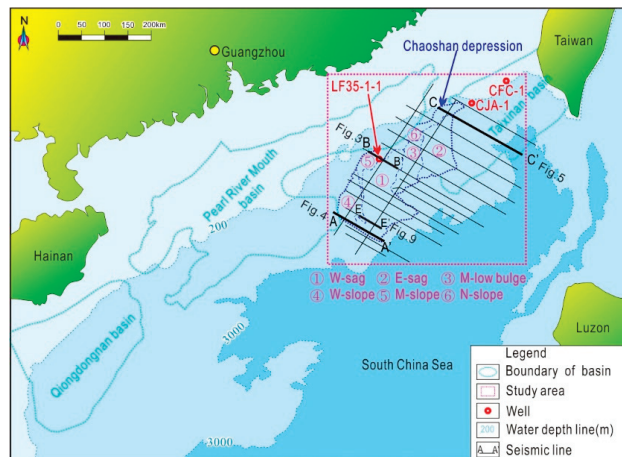 N
0 50 100 150 200km
Guangzhou
Taiwan
Chaoshan depression
LF35-1-1
CFC-1
CJA-1
Taixinan basin
C
C'
Fig.5
Fig.3
B
B'
⑥
③
②
⑤
①
④
Pearl River Mouth
basin
200
Fig.4
A
A'
E
E'
Fig.9
Hainan
① W-sag ② E-sag ③ M-low bulge
④ W-slope ⑤ M-slope ⑥ N-slope
Qiongdongnan basin
3000
3000
South China Sea
Luzon
Legend
Boundary of basin
Study area
Well
200 Water depth line(m)
A A' Seismic line